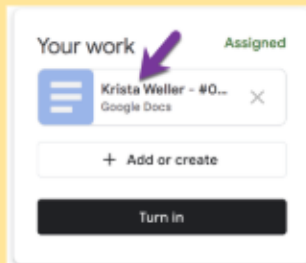 Your work
Assigned
Krista Weller - #0...
Google Docs
+ Add or create
Turn in